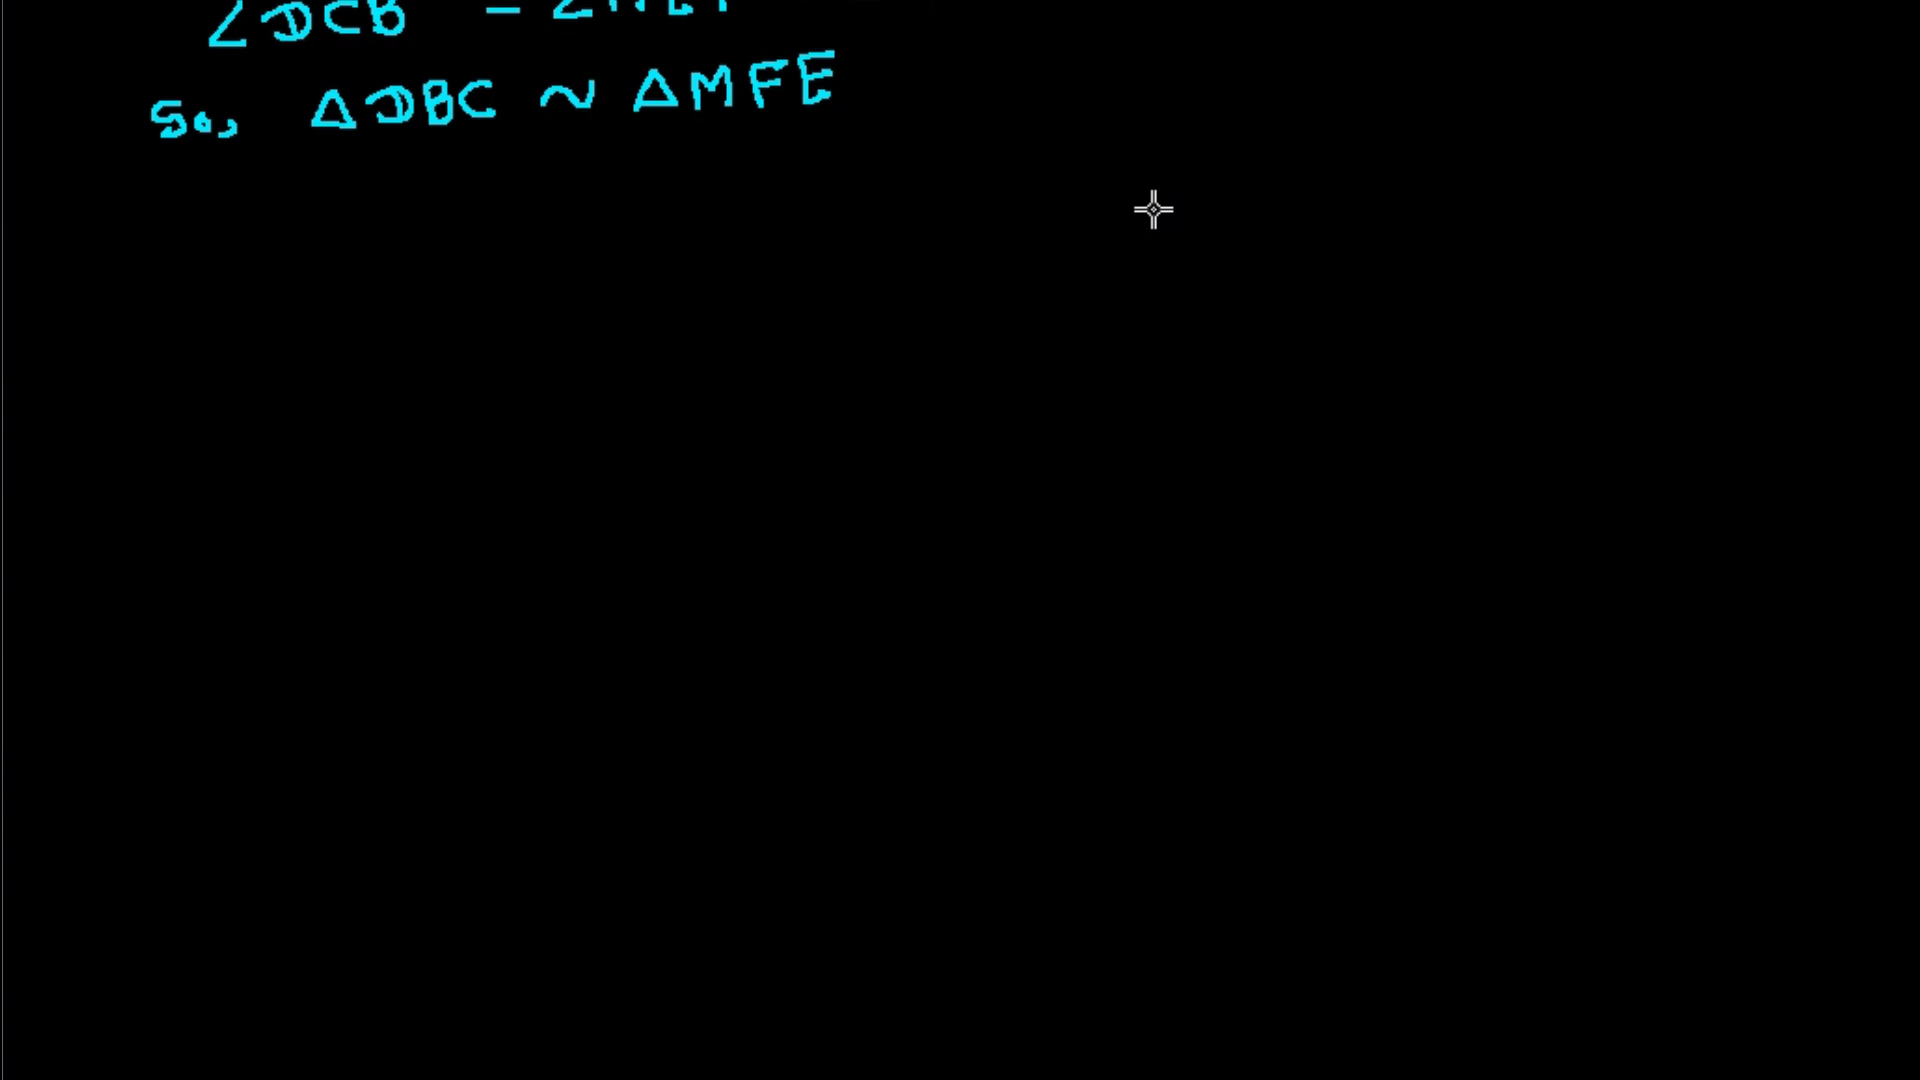 ∠DCB =
So, ΔDBC ~ ΔMFE